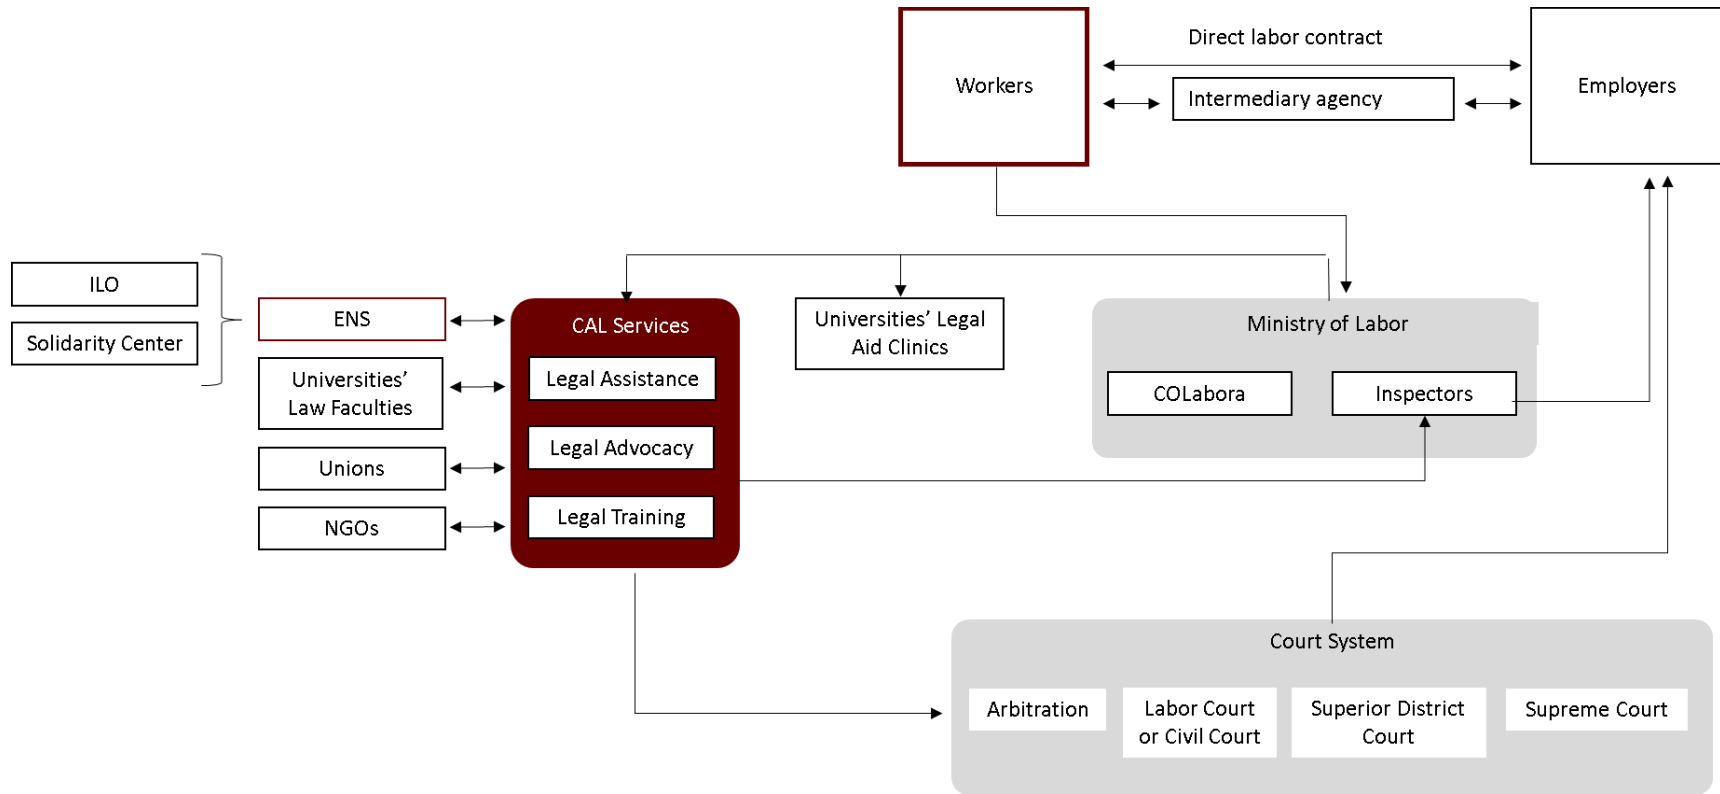 Direct labor contract
Workers
Intermediary agency
Employers
ILO
Solidarity Center
ENS
Universities’
Law Faculties
Unions
NGOs
CAL Services
Legal Assistance
Legal Advocacy
Legal Training
Universities’ Legal
Aid Clinics
Ministry of Labor
COLabora
Inspectors
Court System
Arbitration
Labor Court
or Civil Court
Superior District
Court
Supreme Court